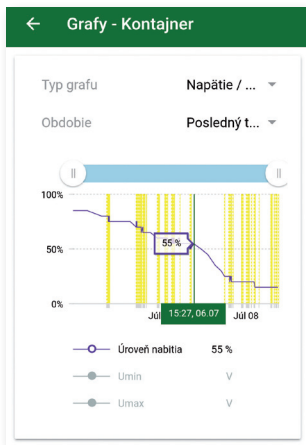 Grafy - Kontajner
Typ grafu Napätie / ...
Obdobie Posledný t...
100%
50%
55 %
0%
Júl 15:27, 06.07 Júl 08
Úroveň nabitia 55 %
Umin V
Umax V